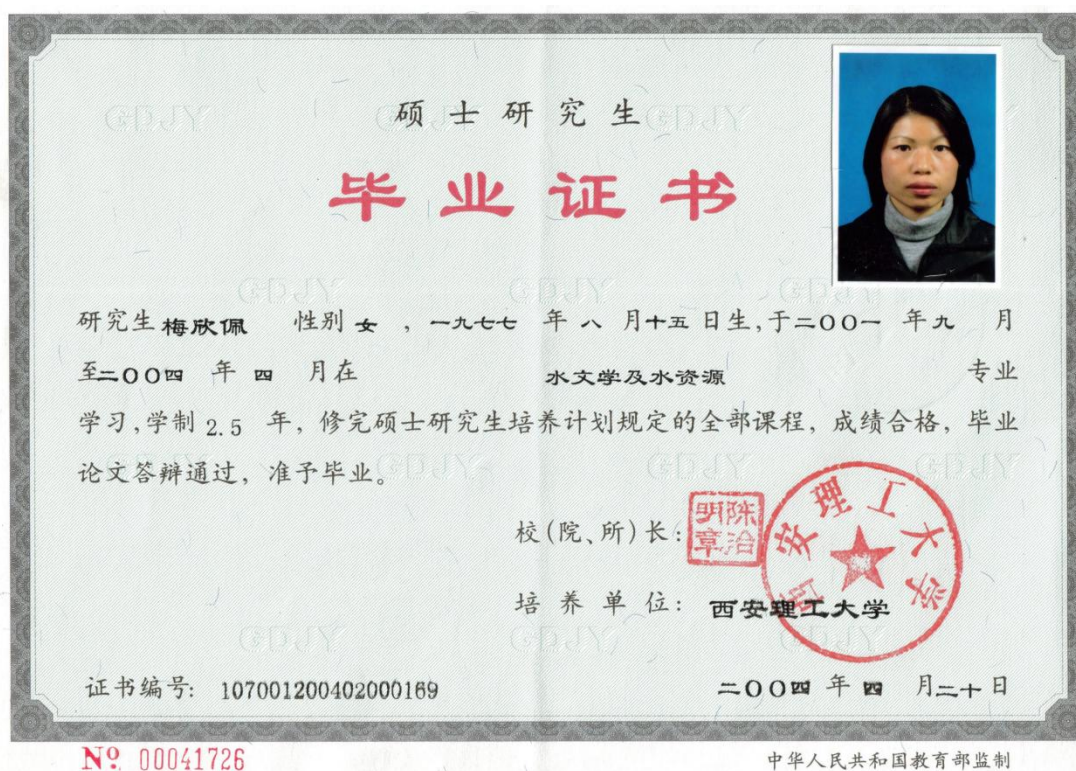 硕士研究生
毕业证书
研究生 梅欣佩 性别 女 ，一九七七 年 八 月十五 日生,于二OO一 年 九 月
至二OO四 年 四 月在 水文学及水资源 专业
学习,学制 2.5 年，修完硕士研究生培养计划规定的全部课程，成绩合格，毕业
论文答辩通过，准予毕业。
校(院、所)长: 陈治明章
西安理工大学
培养单位: 西安理工大学
证书编号: 107001200402000169
二OO四 年 四 月二十 日
№ 00041726
中华人民共和国教育部监制